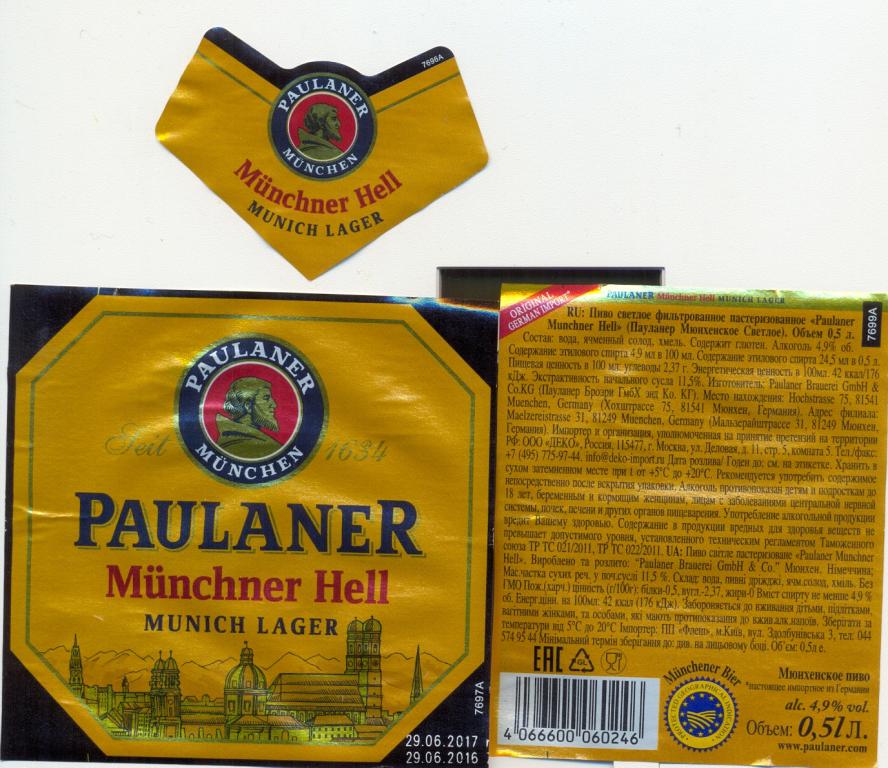 7698A
PAULANER
MÜNCHEN
Münchner Hell
MUNICH LAGER
PAULANER
MÜNCHEN
Seit 1634
PAULANER
Münchner Hell
MUNICH LAGER
7697A
29.06.2017
29.06.2016
ORIGINAL
GERMAN IMPORT*
PAULANER Münchner Hell MUNICH LAGER
7699A
RU: Пиво светлое фильтрованное пастеризованное «Paulaner
Munchner Hell» (Пауланер Мюнхенское Светлое). Объем 0,5 л.
Состав: вода, ячменный солод, хмель. Содержит глютен. Алкоголь 4,9% об.
Содержание этилового спирта 4,9 мл в 100 мл. Содержание этилового спирта 24,5 мл в 0,5 л.
Пищевая ценность в 100 мл, углеводы 2,37 г. Энергетическая ценность в 100мл. 42 ккал/176
кДж. Экстрактивность начального сусла 11,5%. Изготовитель: Paulaner Brauerei GmbH &
Co.KG (Пауланер Броэри ГмбХ энд Ко. КГ). Место нахождения: Hochstrasse 75, 81541
Muenchen, Germany (Хохштрассе 75, 81541 Мюнхен, Германия). Адрес филиала:
Maelzereistrasse 31, 81249 Muenchen, Germany (Мальзерайштрассе 31, 81249 Мюнхен,
Германия). Импортер и организация, уполномоченная на принятие претензий на территории
РФ: ООО «ДЕКО», Россия, 115477, г. Москва, ул. Деловая, д. 11, стр. 5, комната 5. Тел./факс:
+7 (495) 775-97-44. info@deko-import.ru Дата розлива/ Годен до: см. на этикетке. Хранить в
сухом затемненном месте при t от +5°C до +20°C. Рекомендуется употребить содержимое
непосредственно после вскрытия упаковки. Алкоголь противопоказан детям и подросткам до
18 лет, беременным и кормящим женщинам, лицам с заболеваниями центральной нервной
системы, почек, печени и других органов пищеварения. Употребление алкогольной продукции
вредит Вашему здоровью. Содержание в продукции вредных для здоровья веществ не
превышает допустимого уровня, установленного техническим регламентом Таможенного
союза ТР ТС 021/2011, ТР ТС 022/2011. UA: Пиво світле пастеризоване «Paulaner Munchner
Hell». Вироблено та розлито: "Paulaner Brauerei GmbH & Co." Мюнхен. Німеччина;
Мас.частка сухих реч. у поч.суслі 11,5 %. Склад: вода, пивні дріжджі, ячм.солод, хміль. Без
ГМО Пож.(харч.) цінність (г/100г): білки-0,5, вугл.-2,37, жири-0 Вміст спирту не менше 4,9 %
об. Енерг.цінн. на 100мл: 42 ккал (176 кДж). Забороняється до вживання дітьми, підлітками,
вагітними жінками, та особами, які мають протипоказання до вжив.алк.напоїв. Зберігати за
температури від 5°C до 20°C Імпортер. ПП «Флеш», м.Київ, вул. Здолбунівська 3, тел. 044
574 95 44 Мінімальний термін зберігання до: див. на лицьовому боці. Об'єм: 0,5л е.
EAC GL
Münchener Bier
PROTECTED GEOGRAPHICAL INDICATION
Мюнхенское пиво
*настоящее импортное из Германии
alc. 4,9% vol.
Объем: 0,5l Л.
www.paulaner.com
4 066600 060246